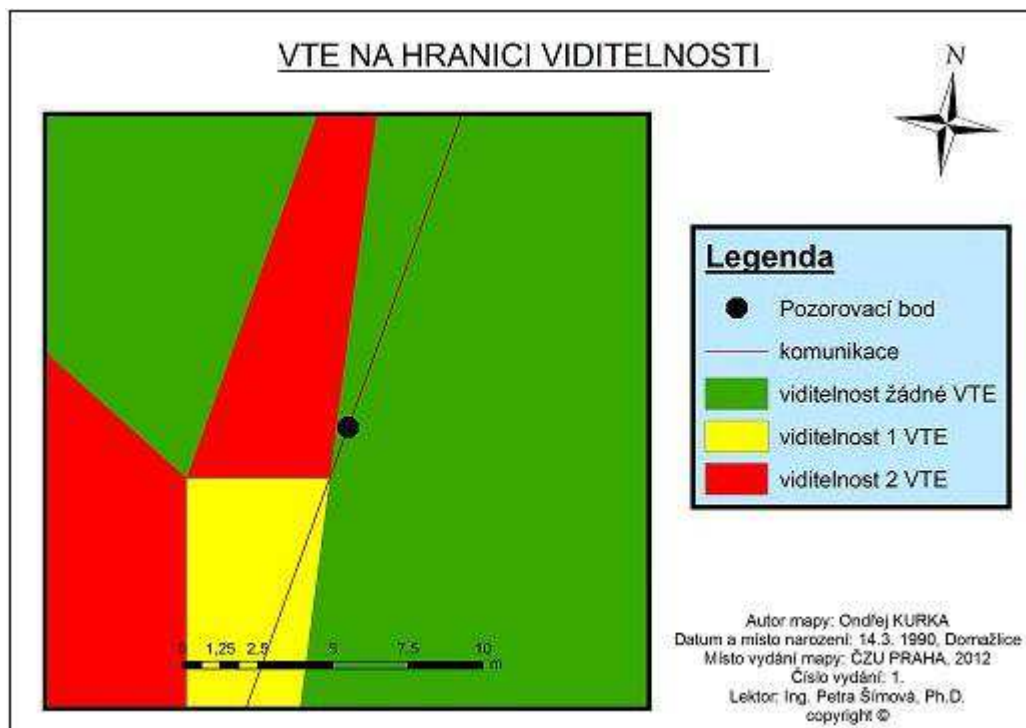 VTE NA HRANICI VIDITELNOSTI
N
Legenda
Pozorovací bod
komunikace
viditelnost žádné VTE
viditelnost 1 VTE
viditelnost 2 VTE
0 1,25 2,5 5 7,5 10
m
Autor mapy: Ondřej KURKA
Datum a místo narození: 14.3. 1990, Domažlice
Místo vydání mapy: ČZU PRAHA, 2012
Číslo vydání: 1.
Lektor: Ing. Petra Šímová, Ph.D.
copyright ©